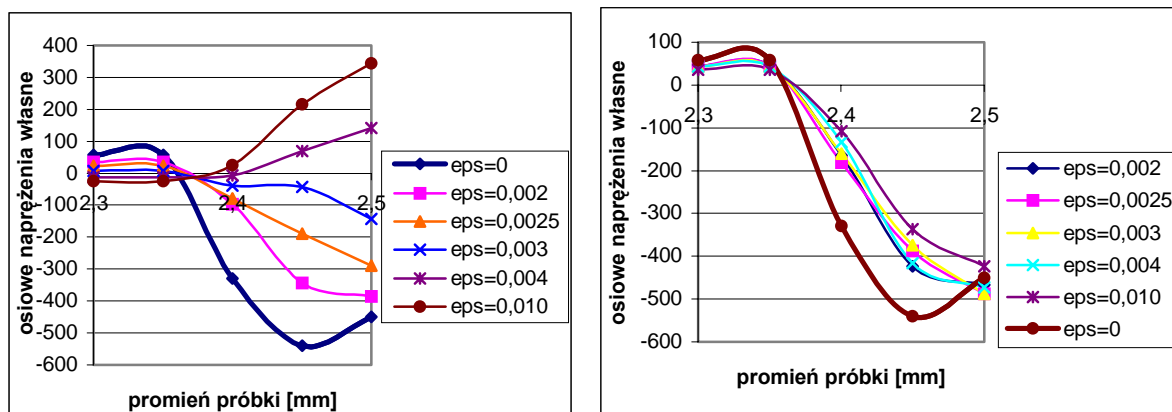 osiowe naprężenia własne
400
300
200
100
0
-100
-200
-300
-400
-500
-600
2,3
2,4
2,5
promień próbki [mm]
eps=0
eps=0,002
eps=0,0025
eps=0,003
eps=0,004
eps=0,010
osiowe naprężenia własne
100
0
-100
-200
-300
-400
-500
-600
2,3
2,4
2,5
promień próbki [mm]
eps=0,002
eps=0,0025
eps=0,003
eps=0,004
eps=0,010
eps=0